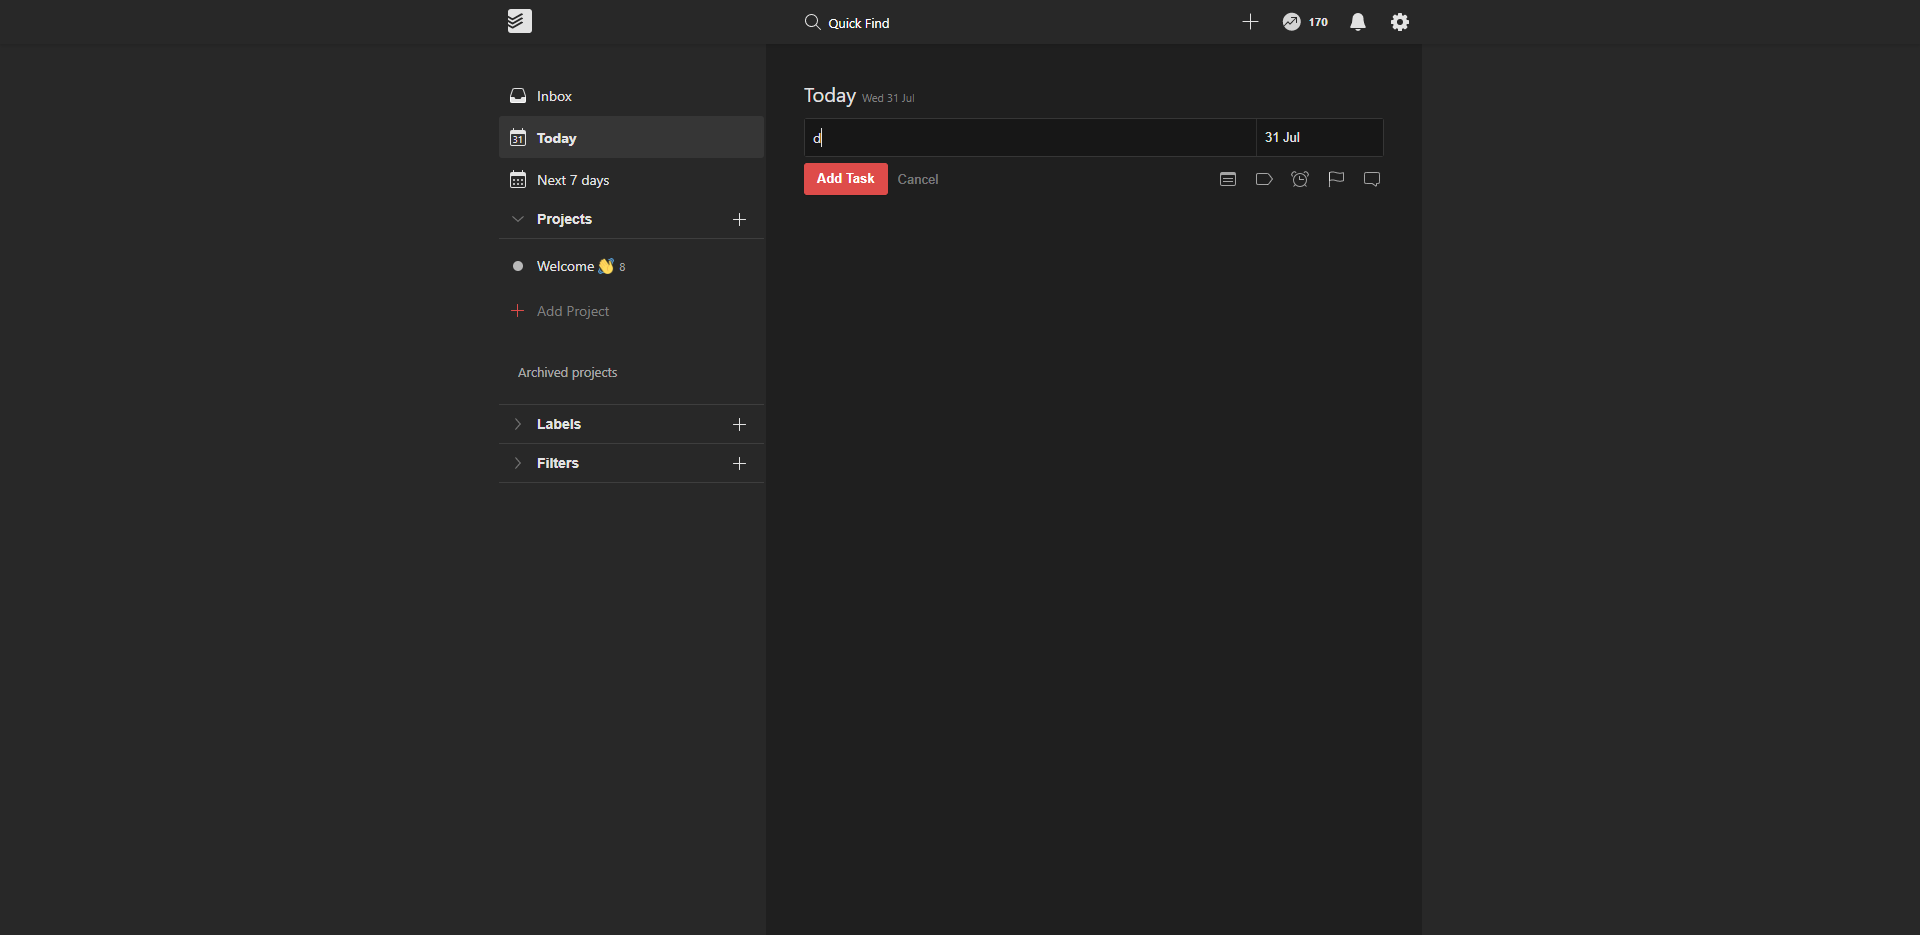 Quick Find
170
Inbox
31
Today
Next 7 days
Projects
Welcome 👋 8
Add Project
Archived projects
Labels
Filters
Today Wed 31 Jul
d
31 Jul
Add Task
Cancel